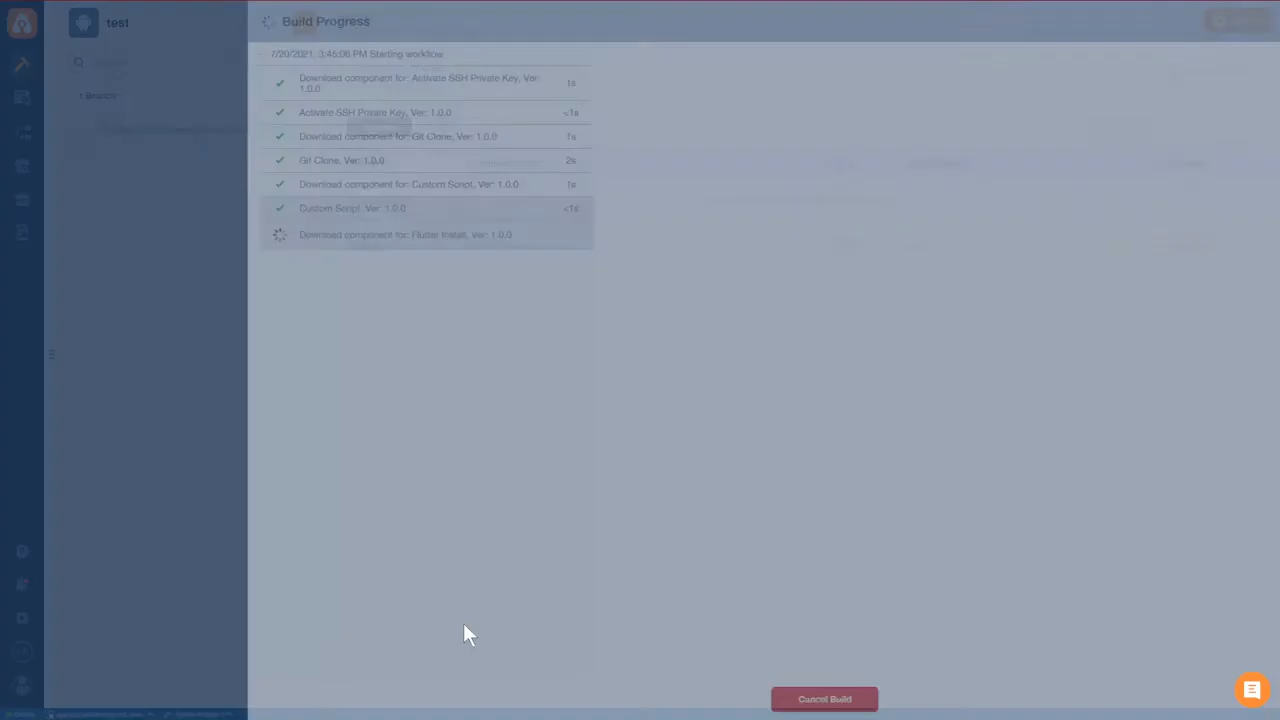 test
Build Progress
7/20/2021, 3:45:06 PM Starting workflow
Download component for: Activate SSH Private Key, Ver: 1.0.0
1s
Activate SSH Private Key, Ver: 1.0.0
<1s
Download component for: Git Clone, Ver: 1.0.0
1s
Git Clone, Ver: 1.0.0
2s
Download component for: Custom Script, Ver: 1.0.0
1s
Custom Script, Ver: 1.0.0
<1s
Download component for: Flutter Install, Ver: 1.0.0
1 Branch
Cancel Build